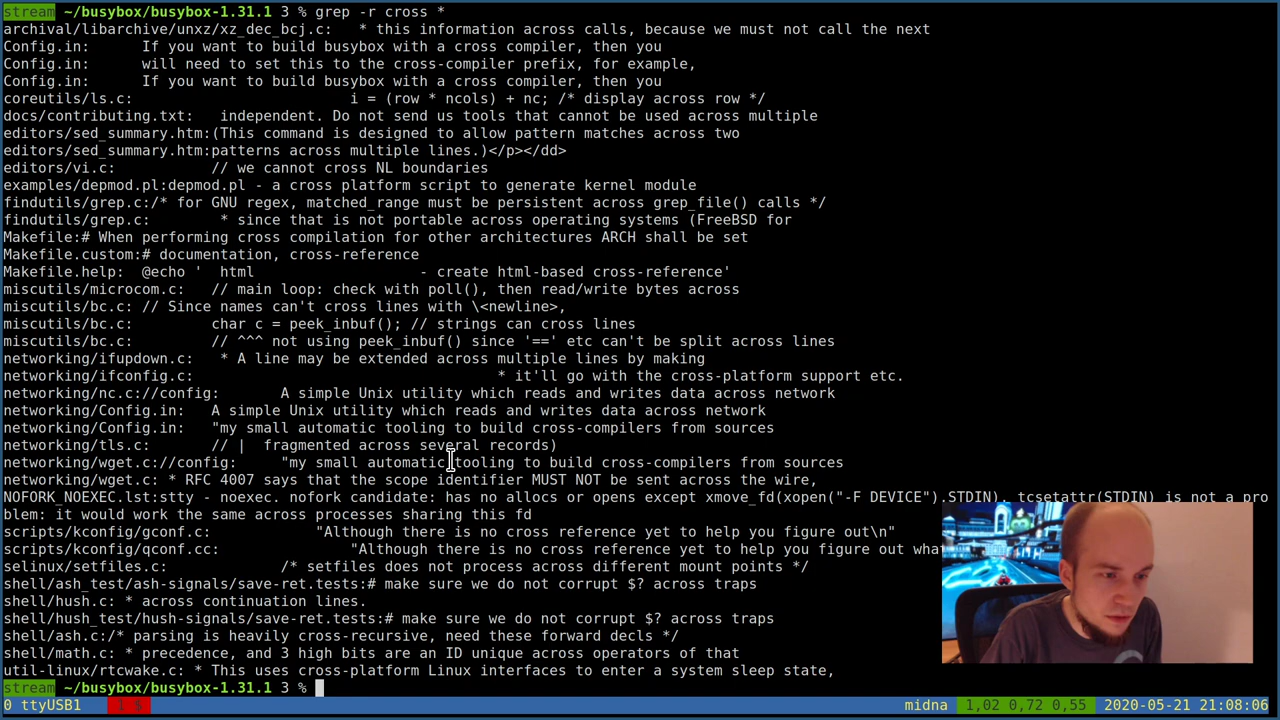 stream ~/busybox/busybox-1.31.1 3 % grep -r cross *
archival/libarchive/unxz/xz_dec_bcj.c:   * this information across calls, because we must not call the next
Config.in:      If you want to build busybox with a cross compiler, then you
Config.in:      will need to set this to the cross-compiler prefix, for example,
Config.in:      If you want to build busybox with a cross compiler, then you
coreutils/ls.c:                         i = (row * ncols) + nc; /* display across row */
docs/contributing.txt:   independent. Do not send us tools that cannot be used across multiple
editors/sed_summary.htm:(This command is designed to allow pattern matches across two
editors/sed_summary.htm:patterns across multiple lines.)</p></dd>
editors/vi.c:           // we cannot cross NL boundaries
examples/depmod.pl:depmod.pl - a cross platform script to generate kernel module
findutils/grep.c:/* for GNU regex, matched_range must be persistent across grep_file() calls */
findutils/grep.c:        * since that is not portable across operating systems (FreeBSD for
Makefile:# When performing cross compilation for other architectures ARCH shall be set
Makefile.custom:# documentation, cross-reference
Makefile.help:  @echo '  html                   - create html-based cross-reference'
miscutils/microcom.c:   // main loop: check with poll(), then read/write bytes across
miscutils/bc.c: // Since names can't cross lines with \<newline>,
miscutils/bc.c:         char c = peek_inbuf(); // strings can cross lines
miscutils/bc.c:         // ^^^ not using peek_inbuf() since '==' etc can't be split across lines
networking/ifupdown.c:   * A line may be extended across multiple lines by making
networking/ifconfig.c:                                   * it'll go with the cross-platform support etc.
networking/nc.c://config:       A simple Unix utility which reads and writes data across network
networking/Config.in:   A simple Unix utility which reads and writes data across network
networking/Config.in:   "my small automatic tooling to build cross-compilers from sources
networking/tls.c:       // |  fragmented across several records)
networking/wget.c://config:     "my small automatic tooling to build cross-compilers from sources
networking/wget.c: * RFC 4007 says that the scope identifier MUST NOT be sent across the wire,
NOFORK_NOEXEC.lst:stty - noexec. nofork candidate: has no allocs or opens except xmove_fd(xopen("-F DEVICE"),STDIN). tcsetattr(STDIN) is not a pro
blem: it would work the same across processes sharing this fd
scripts/kconfig/gconf.c:            "Although there is no cross reference yet to help you figure out\n"
scripts/kconfig/qconf.cc:               "Although there is no cross reference yet to help you figure out what
selinux/setfiles.c:             /* setfiles does not process across different mount points */
shell/ash_test/ash-signals/save-ret.tests:# make sure we do not corrupt $? across traps
shell/hush.c: * across continuation lines.
shell/hush_test/hush-signals/save-ret.tests:# make sure we do not corrupt $? across traps
shell/ash.c:/* parsing is heavily cross-recursive, need these forward decls */
shell/math.c: * precedence, and 3 high bits are an ID unique across operators of that
util-linux/rtcwake.c: * This uses cross-platform Linux interfaces to enter a system sleep state,
stream ~/busybox/busybox-1.31.1 3 %
0 ttyUSB1 1 $ midna 1,02 0,72 0,55 2020-05-21 21:08:06